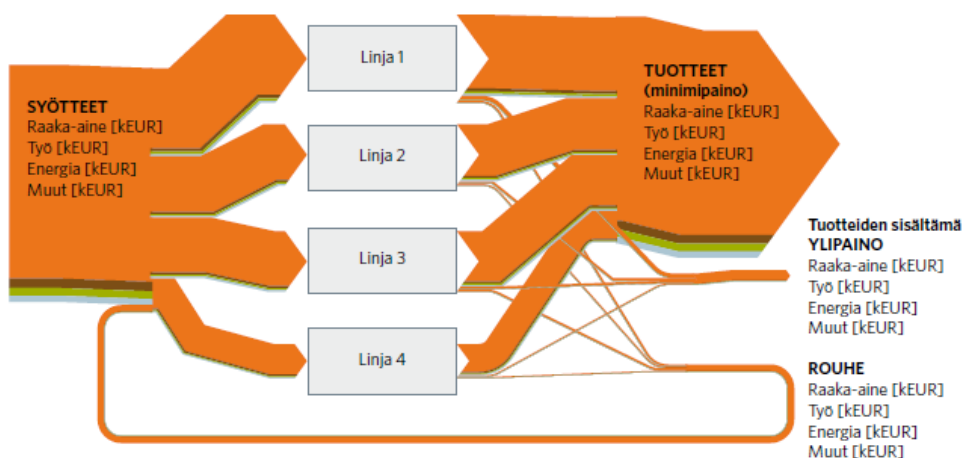 SYÖTTEET
Raaka-aine [kEUR]
Työ [kEUR]
Energia [kEUR]
Muut [kEUR]
Linja 1
Linja 2
Linja 3
Linja 4
TUOTTEET
(minimipaino)
Raaka-aine [kEUR]
Työ [kEUR]
Energia [kEUR]
Muut [kEUR]
Tuotteiden sisältämä
YLIPAINO
Raaka-aine [kEUR]
Työ [kEUR]
Energia [kEUR]
Muut [kEUR]
ROUHE
Raaka-aine [kEUR]
Työ [kEUR]
Energia [kEUR]
Muut [kEUR]